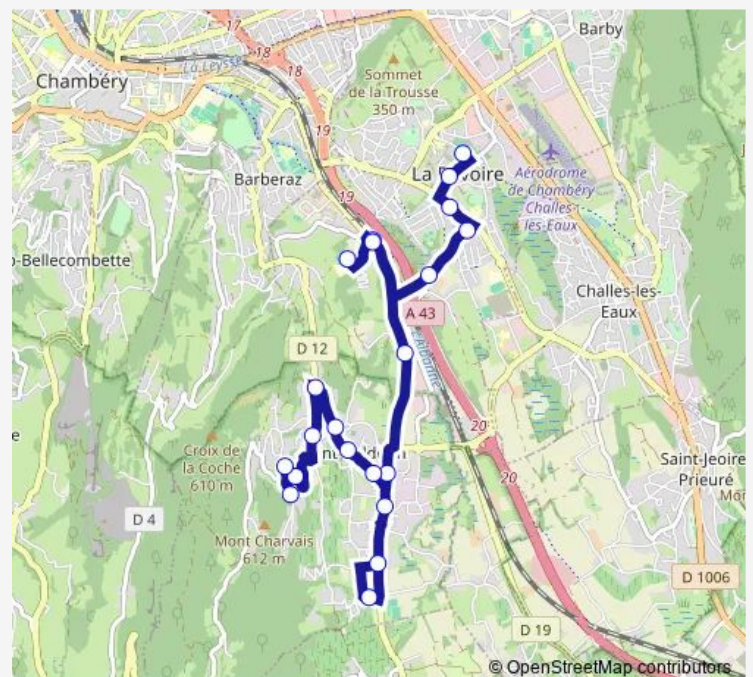 17
18
Barby
La Leysse
18
Chambéry
Sommet
de la Trousse
350 m
19
La
oire
Aérodrome
de Chambéry
Challes-
les-Eaux
Barberaz
19
o-Bellecombette
Challes-les-
Eaux
A 43
L'Albanne
D 12
20
Croix de
la Coche
610 m
20
Saint-Jeoire
Prieuré
D 4
Mont Charvais
612 m
D 1006
D 19
© OpenStreetMap contributors